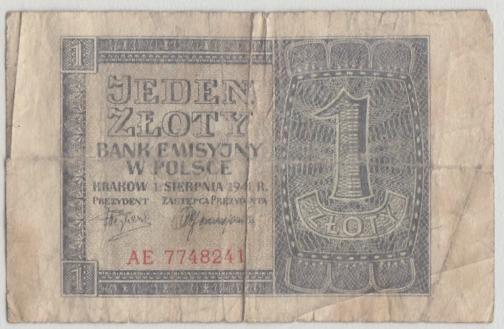 1
JEDEN
ZŁOTY
BANK EMISYJNY
W POLSCE
KRAKÓW 1 SIERPNIA 1941 R.
PREZYDENT ZASTĘPCA PREZYDENTA
AE 7748241
1
1
ZŁOTY